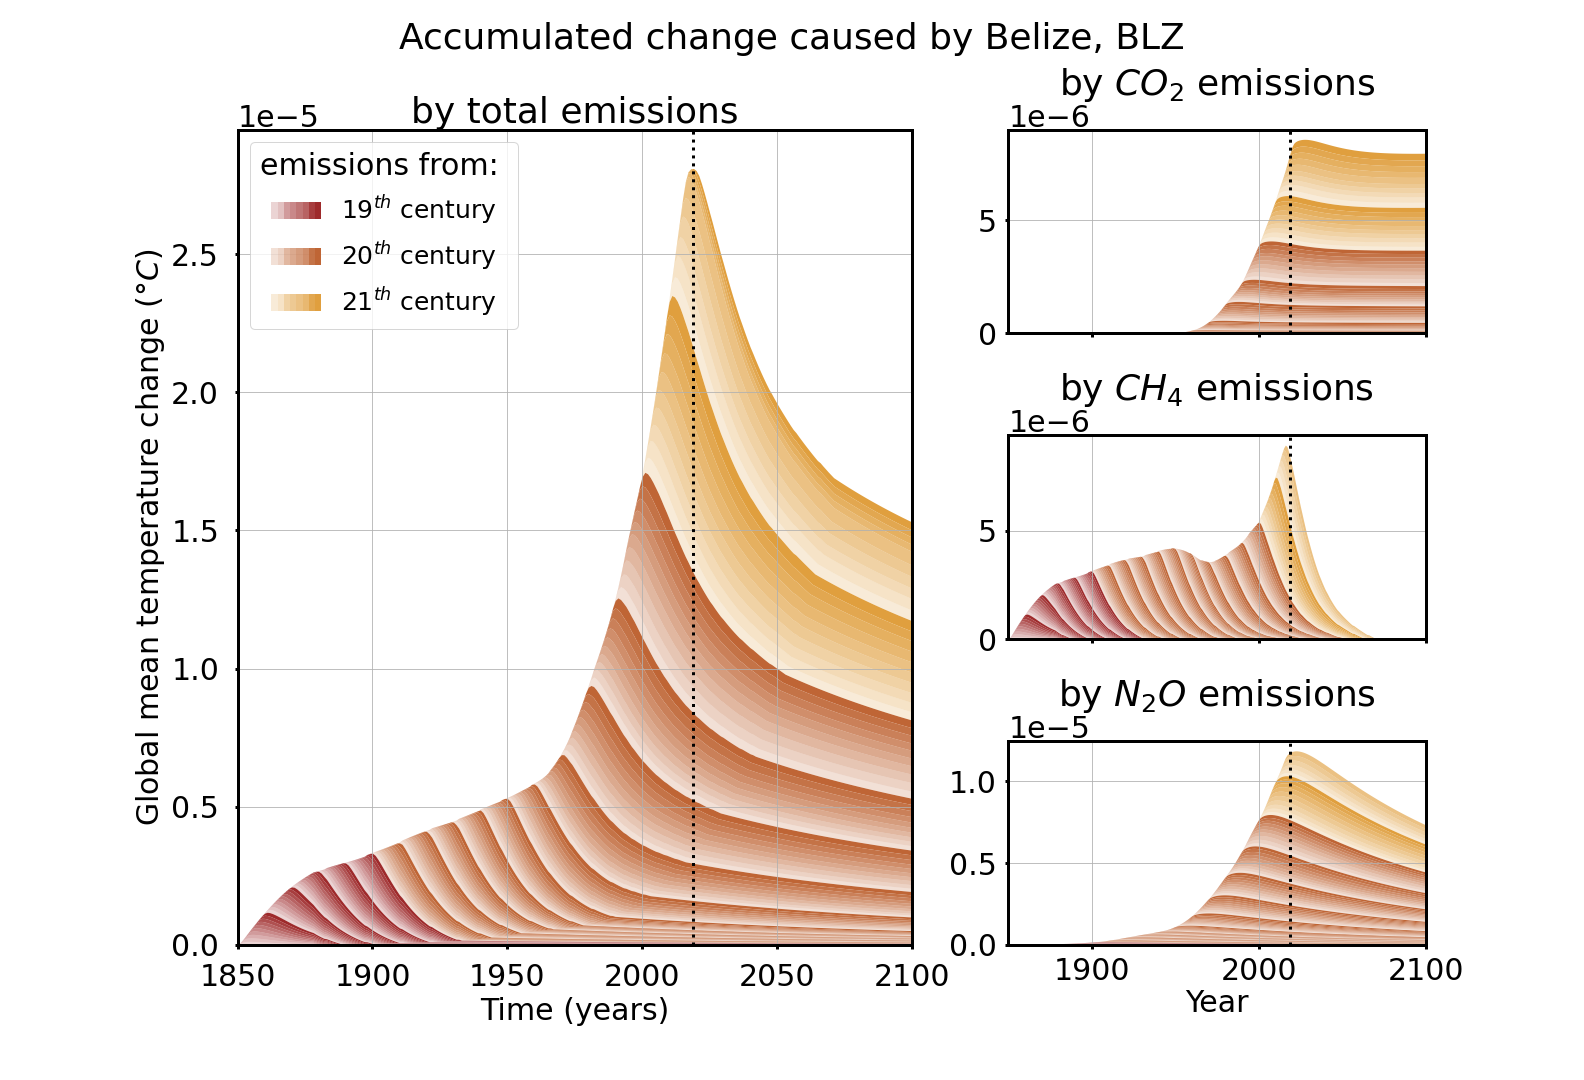 Accumulated change caused by Belize, BLZ
by total emissions
1e−5
emissions from:
19th century
20th century
21th century
Global mean temperature change (°C)
2.5
2.0
1.5
1.0
0.5
0.0
1850 1900 1950 2000 2050 2100
Time (years)
by CO2 emissions
1e−6
5
0
by CH4 emissions
1e−6
5
0
by N2O emissions
1e−5
1.0
0.5
0.0
1900 2000 2100
Year